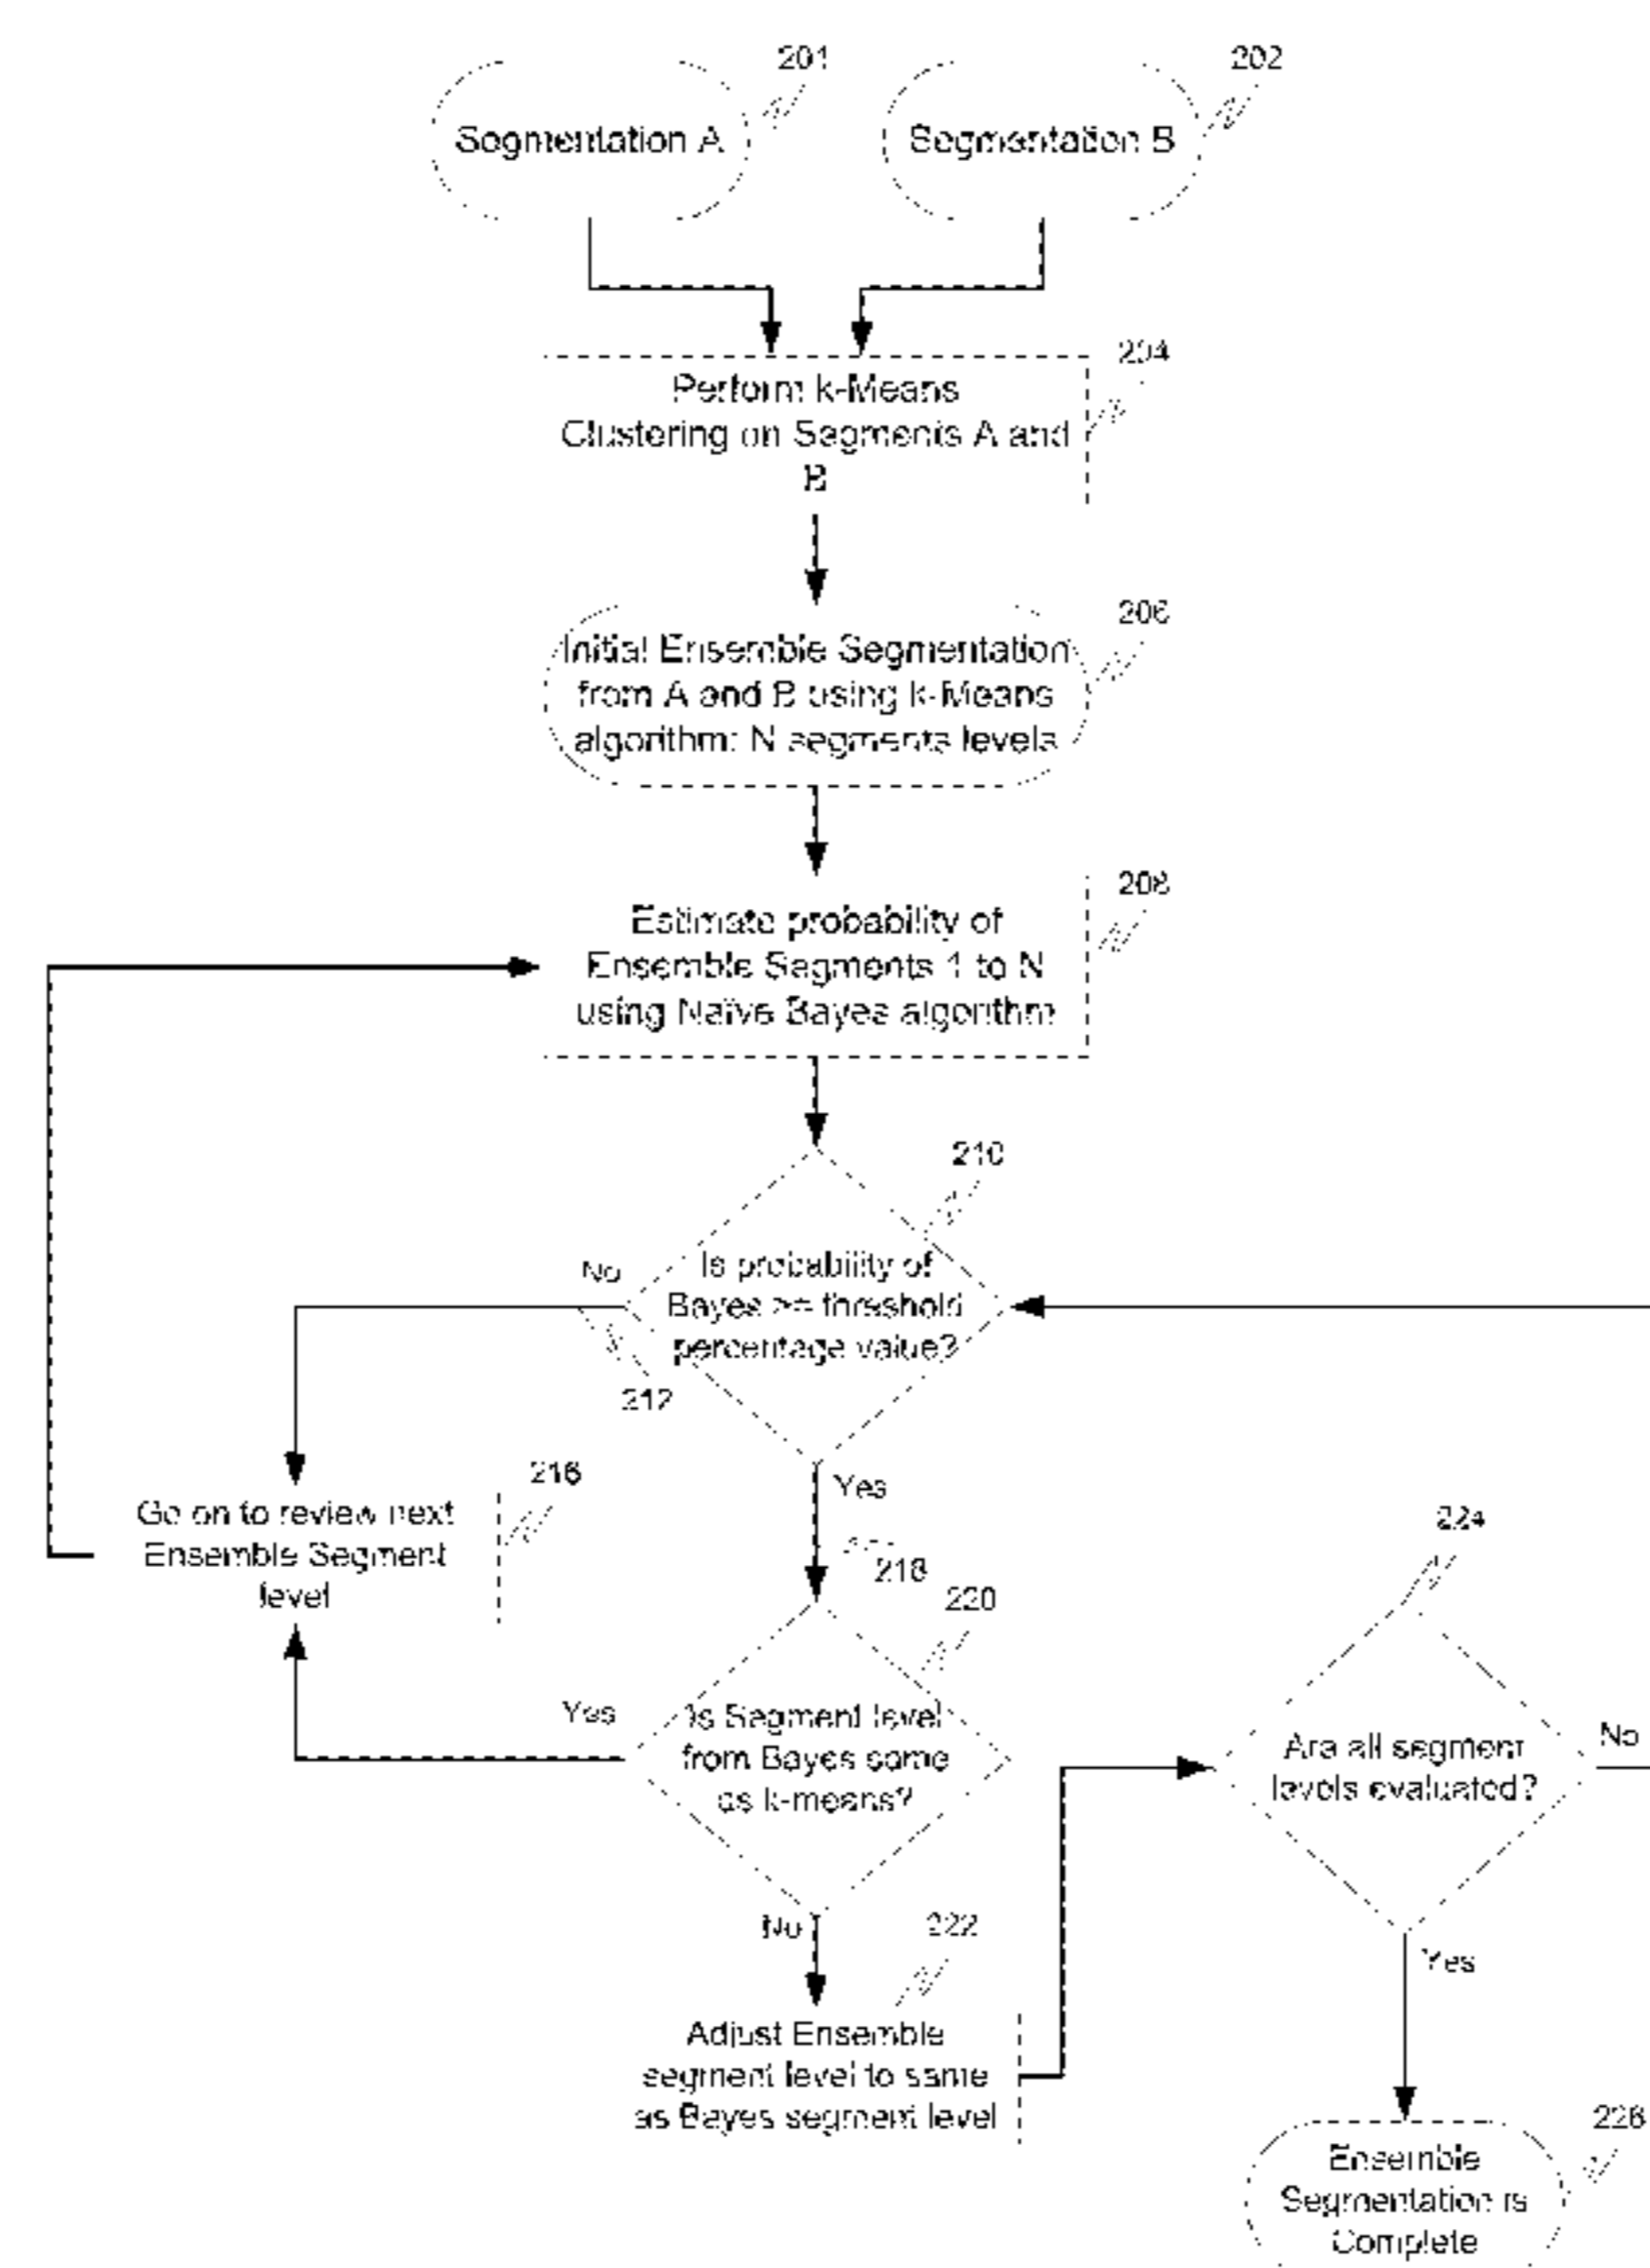 201
202
Segmentation A
Segmentation B
204
Perform k-Means
Clustering on Segments A and
B
206
Initial Ensemble Segmentation
from A and B using k-Means
algorithm: N segments levels
208
Estimate probability of
Ensemble Segments 1 to N
using Naïve Bayes algorithm
210
No
Is probability of
Bayes >= threshold
percentage value?
212
Yes
216
Go on to review next
Ensemble Segment
level
218
220
224
Yes
Is Segment level
from Bayes same
as k-means?
Are all segment
levels evaluated?
No
No
222
Yes
Adjust Ensemble
segment level to same
as Bayes segment level
226
Ensemble
Segmentation is
Complete